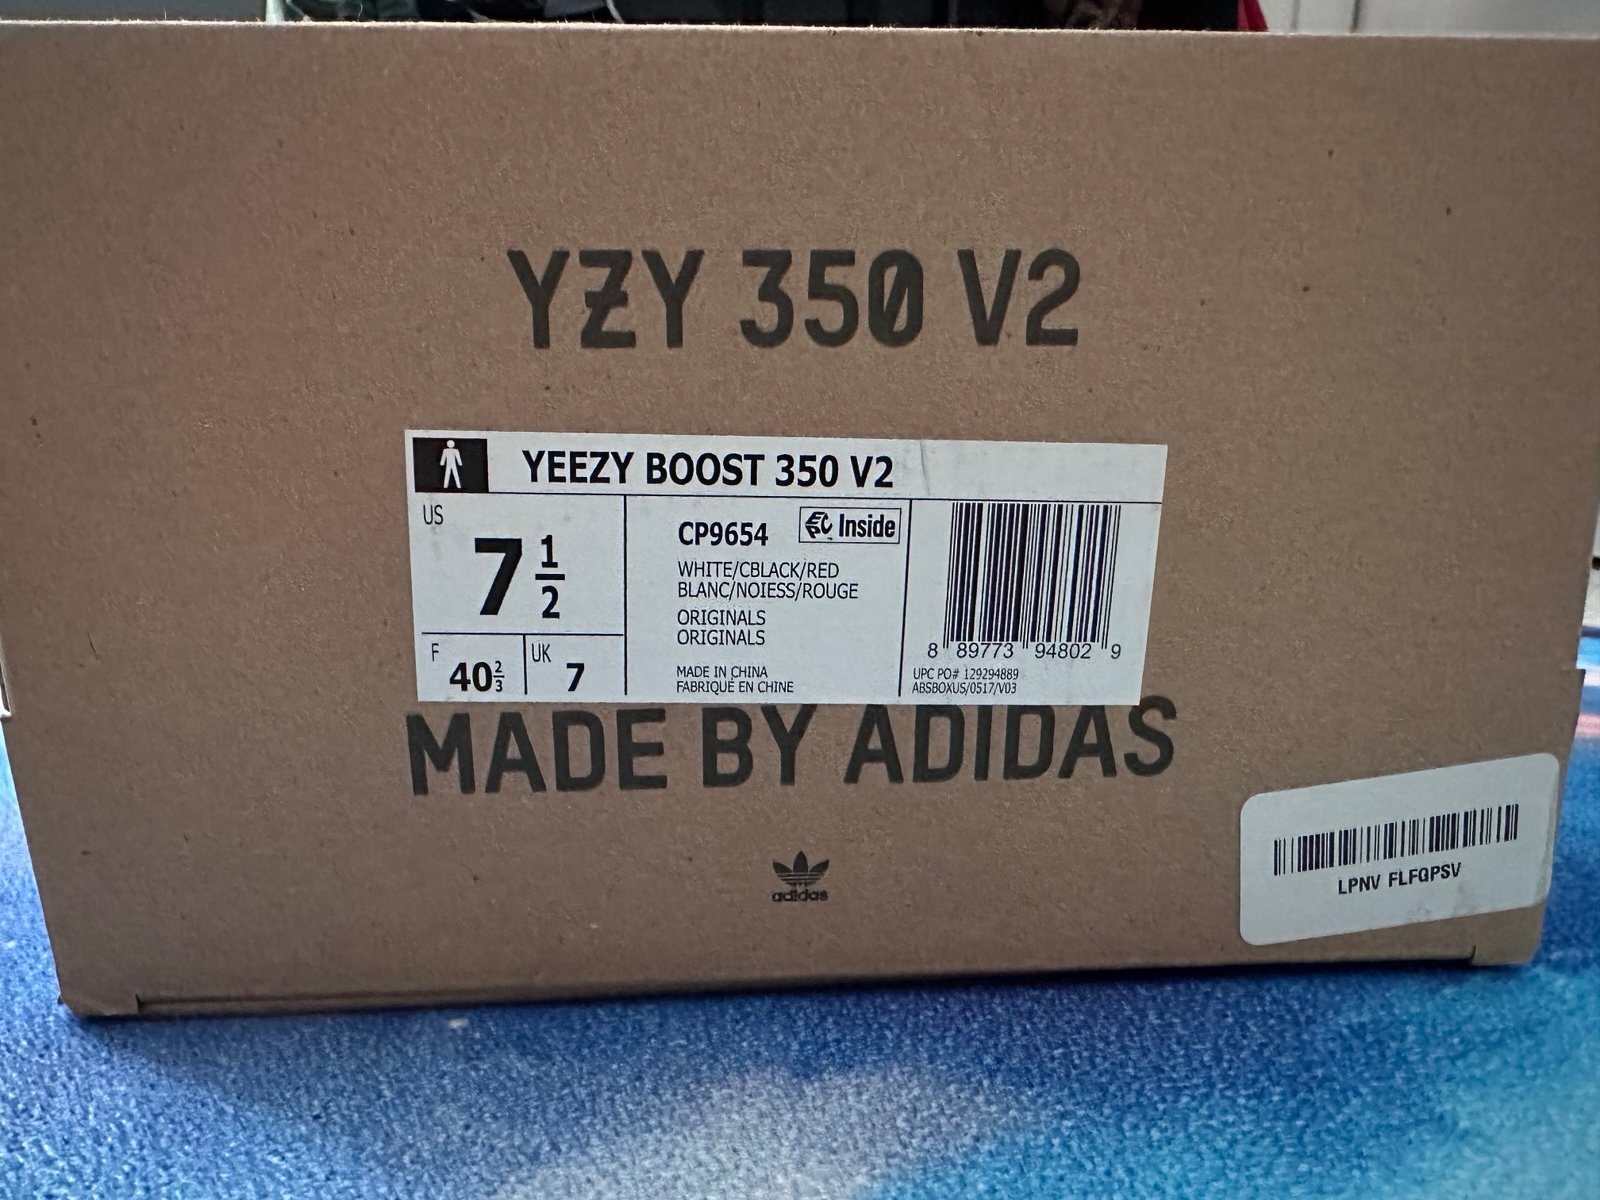 YZY 350 V2
YEEZY BOOST 350 V2
US
7 1/2
F
40 2/3
UK
7
CP9654
EPC Inside
WHITE/CBLACK/RED
BLANC/NOIESS/ROUGE
ORIGINALS
ORIGINALS
MADE IN CHINA
FABRIQUÉ EN CHINE
8 89773 94802 9
UPC PO# 129294889
ABSBOXUS/0517/V03
MADE BY ADIDAS
adidas
LPNV FLFQPSV